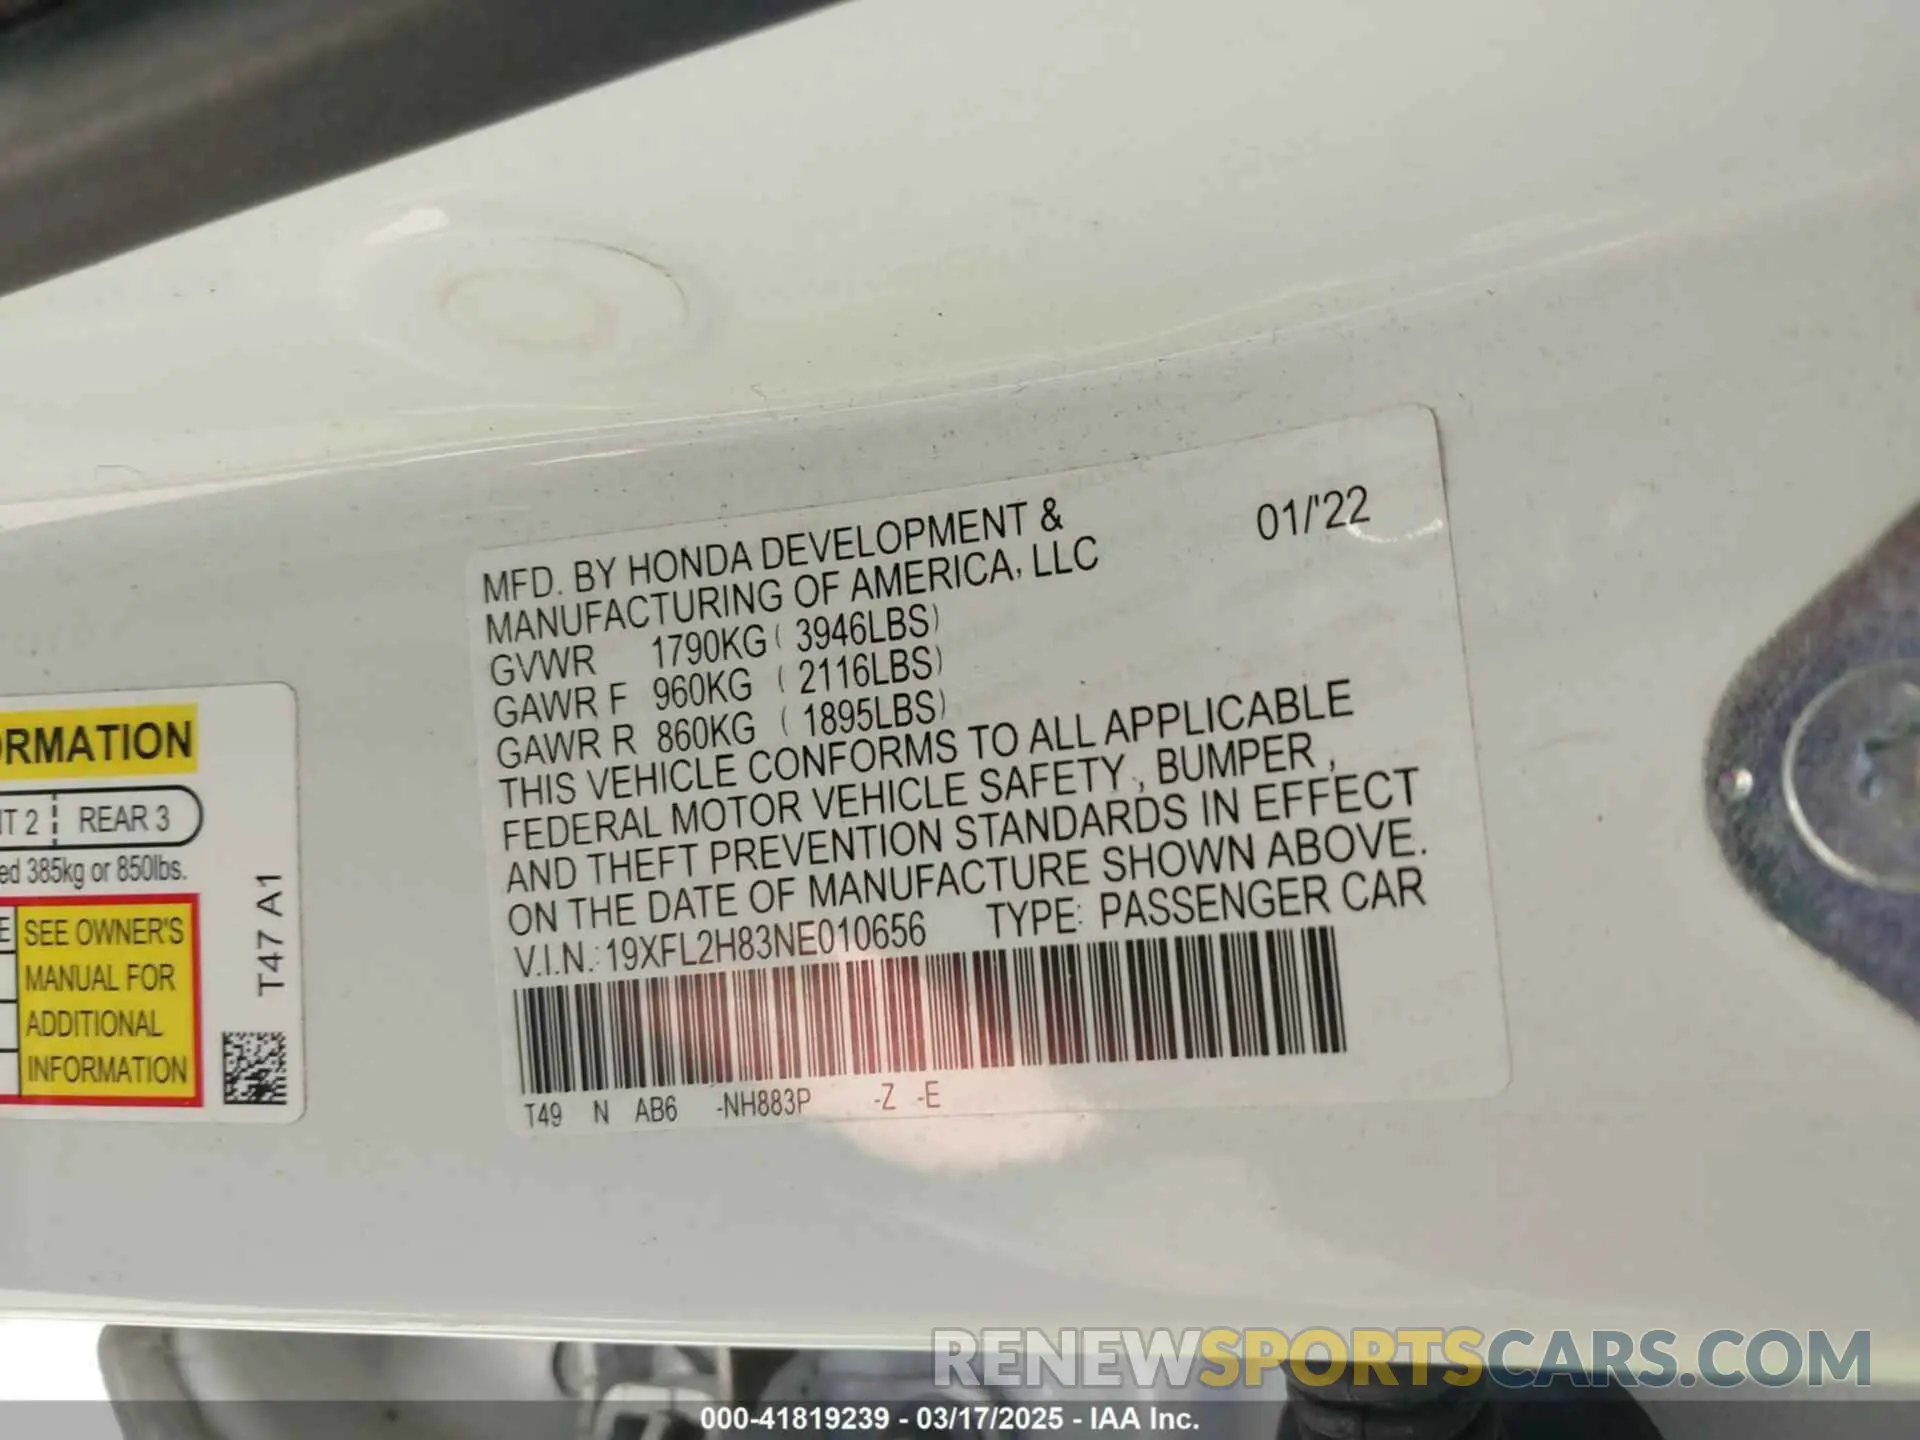 MFD. BY HONDA DEVELOPMENT &
01/'22
MANUFACTURING OF AMERICA, LLC
GVWR 1790KG ( 3946LBS)
GAWR F 960KG ( 2116LBS)
GAWR R 860KG ( 1895LBS)
THIS VEHICLE CONFORMS TO ALL APPLICABLE
FEDERAL MOTOR VEHICLE SAFETY , BUMPER ,
AND THEFT PREVENTION STANDARDS IN EFFECT
ON THE DATE OF MANUFACTURE SHOWN ABOVE.
V.I.N.: 19XFL2H83NE010656 TYPE: PASSENGER CAR
T49 N AB6 -NH883P -Z -E
ORMATION
NT 2 REAR 3
ed 385kg or 850lbs.
E SEE OWNER'S
MANUAL FOR
ADDITIONAL
INFORMATION
T47 A1
RENEWSPORTSCARS.COM
000-41819239 - 03/17/2025 - IAA Inc.